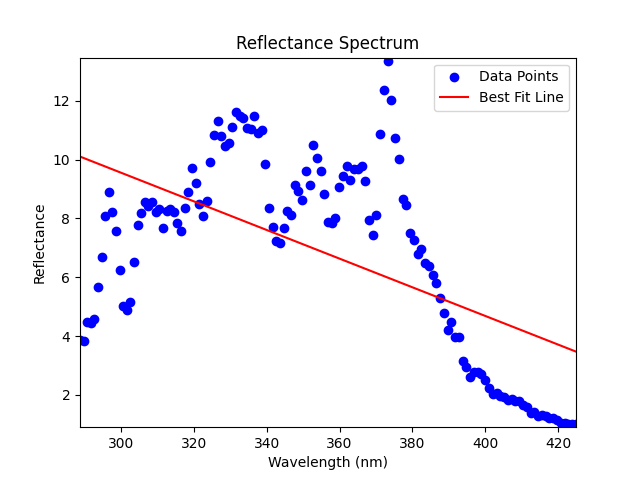 Reflectance Spectrum
Data Points
Best Fit Line
Reflectance
12
10
8
6
4
2
300 320 340 360 380 400 420
Wavelength (nm)